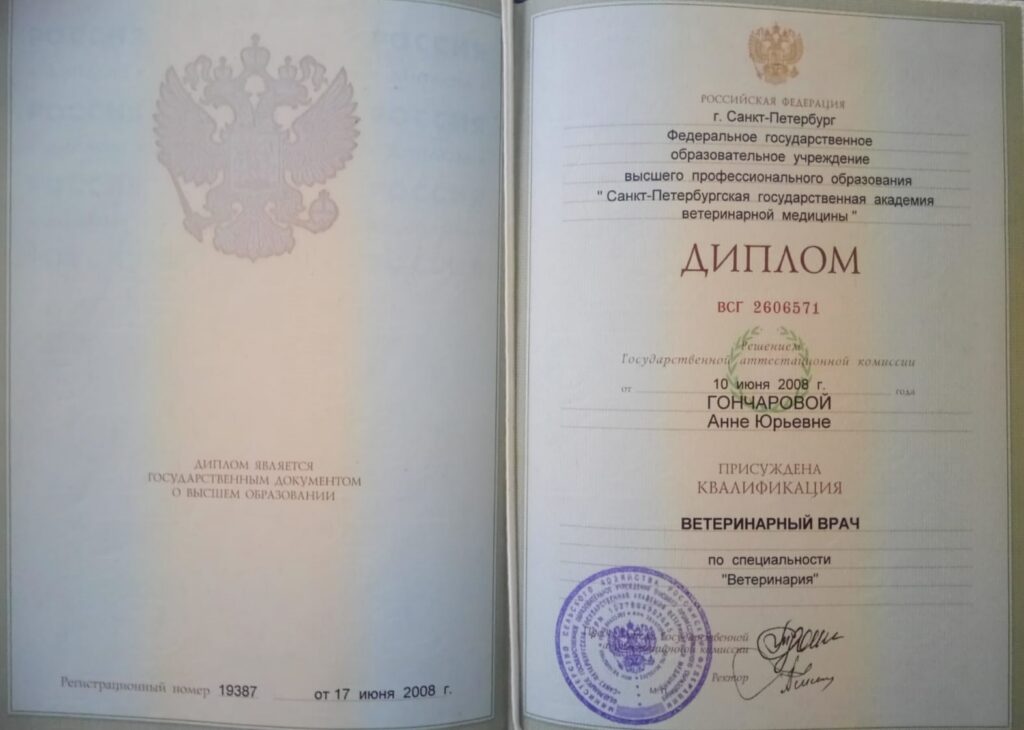 ДИПЛОМ ЯВЛЯЕТСЯ
ГОСУДАРСТВЕННЫМ ДОКУМЕНТОМ
О ВЫСШЕМ ОБРАЗОВАНИИ
Регистрационный номер 19387 от 17 июня 2008 г.
РОССИЙСКАЯ ФЕДЕРАЦИЯ
г. Санкт-Петербург
Федеральное государственное
образовательное учреждение
высшего профессионального образования
" Санкт-Петербургская государственная академия
ветеринарной медицины "
ДИПЛОМ
ВСГ 2606571
Решением
Государственной аттестационной комиссии
от 10 июня 2008 г. года
ГОНЧАРОВОЙ
Анне Юрьевне
ПРИСУЖДЕНА
КВАЛИФИКАЦИЯ
ВЕТЕРИНАРНЫЙ ВРАЧ
по специальности
"Ветеринария"
Государственной
комиссии
Ректор